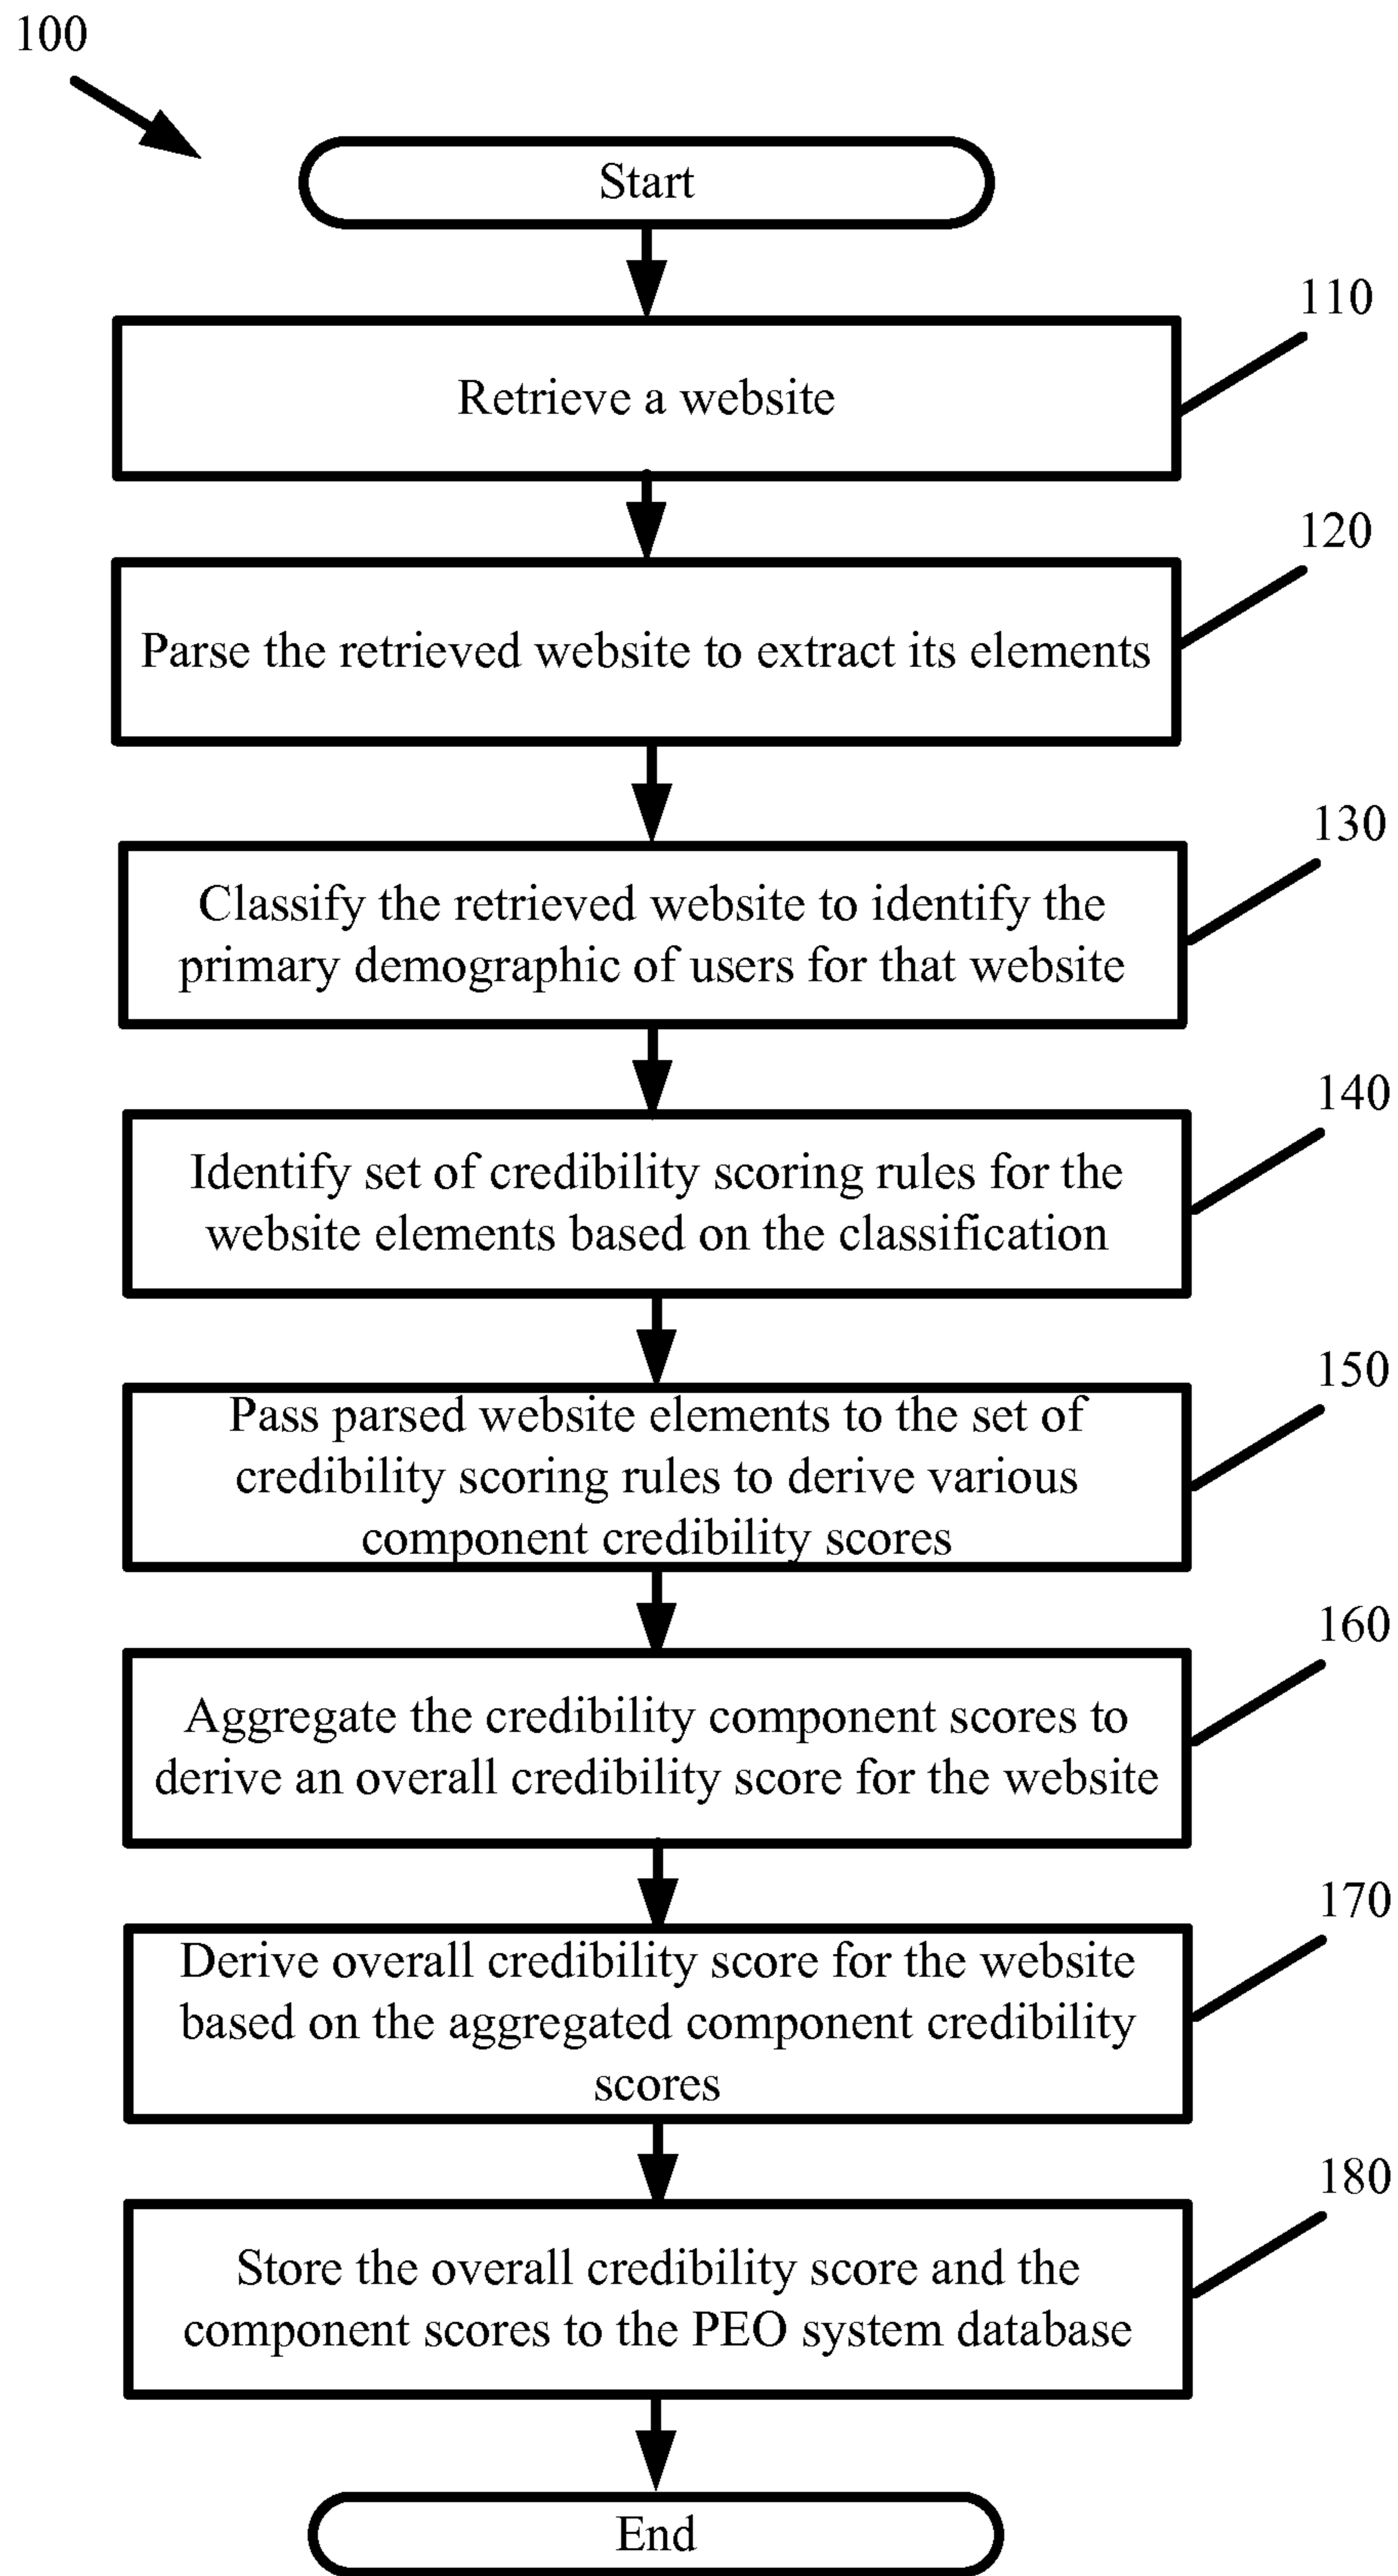 100
Start
110
Retrieve a website
120
Parse the retrieved website to extract its elements
130
Classify the retrieved website to identify the
primary demographic of users for that website
140
Identify set of credibility scoring rules for the
website elements based on the classification
150
Pass parsed website elements to the set of
credibility scoring rules to derive various
component credibility scores
160
Aggregate the credibility component scores to
derive an overall credibility score for the website
170
Derive overall credibility score for the website
based on the aggregated component credibility
scores
180
Store the overall credibility score and the
component scores to the PEO system database
End